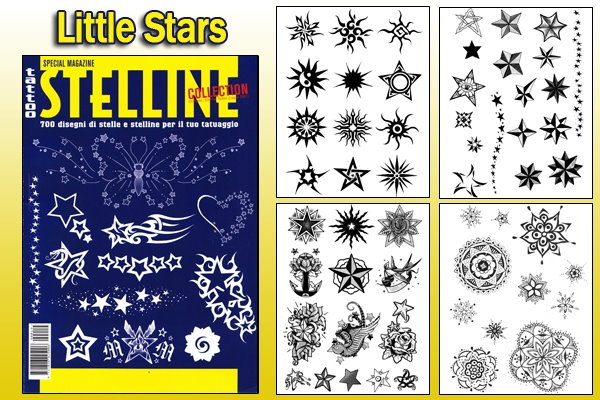 Little Stars
SPECIAL MAGAZINE
tattoo
STELLINE
COLLECTION
700 disegni di stelle e stelline per il tuo tatuaggio